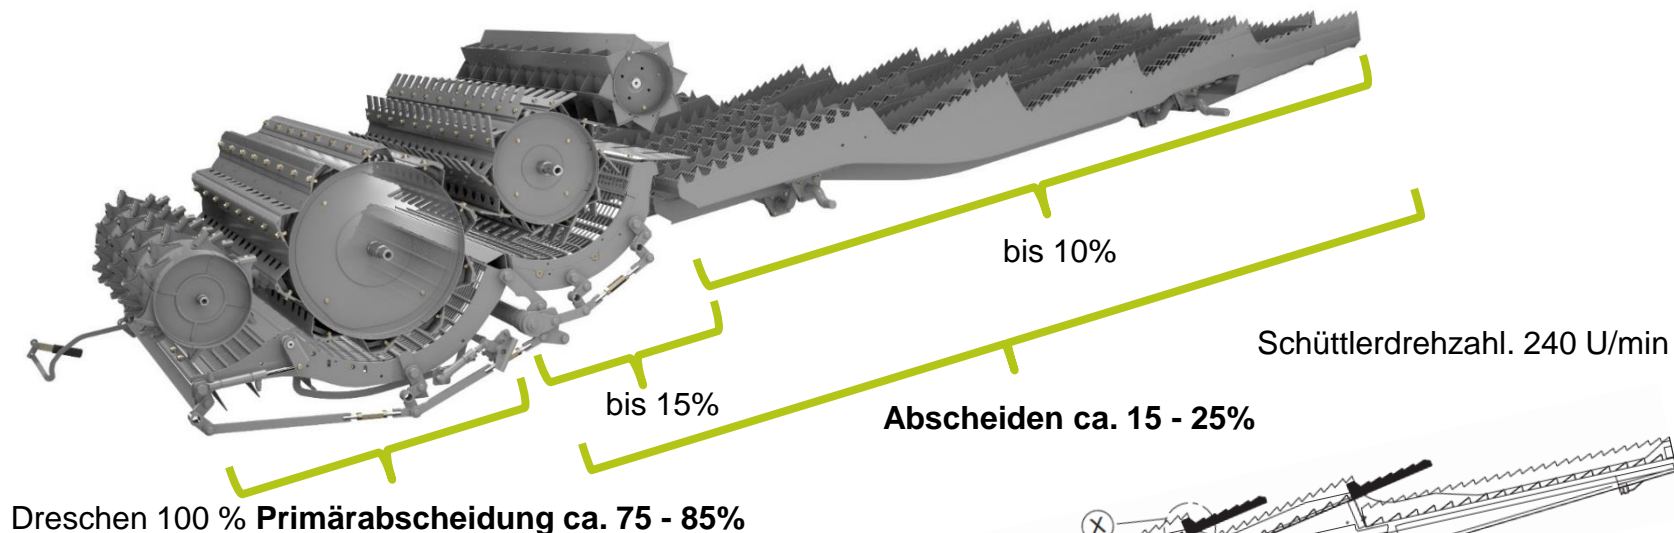 bis 10%
Schüttlerdrehzahl. 240 U/min
bis 15%
Abscheiden ca. 15 - 25%
Dreschen 100 % Primärabscheidung ca. 75 - 85%
X